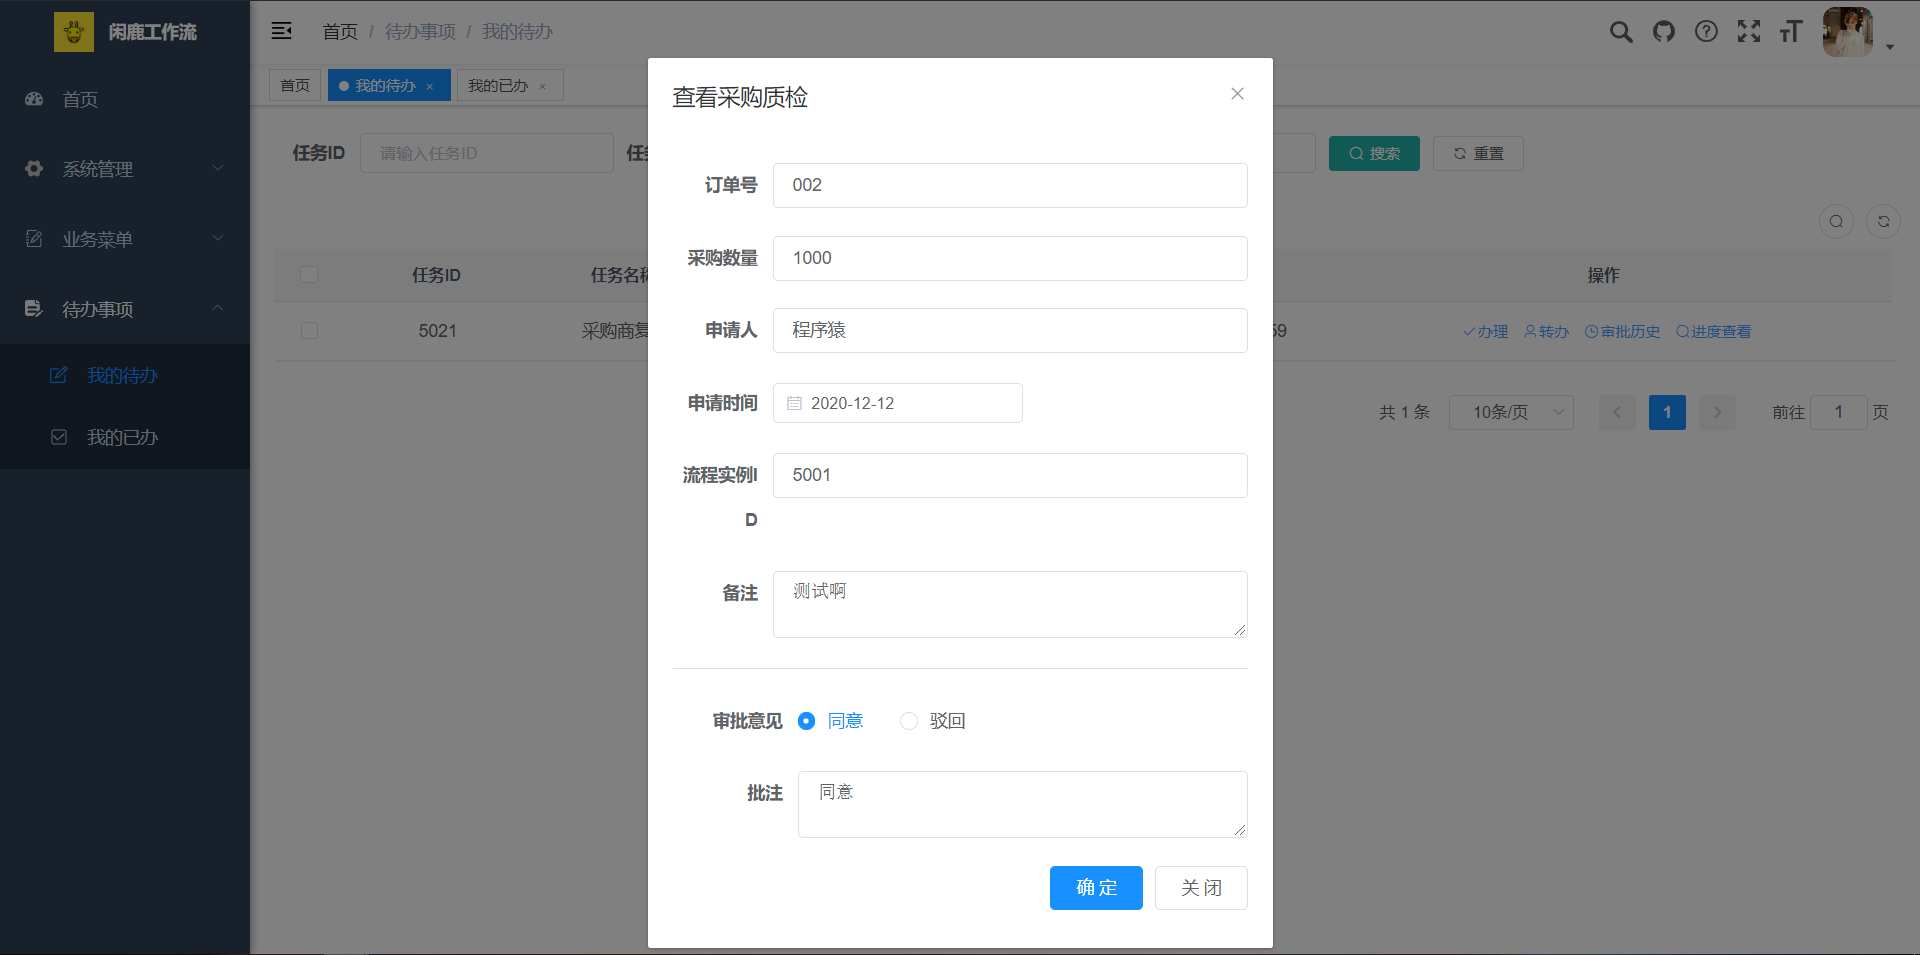 闲鹿工作流
首页 / 待办事项 / 我的待办
首页
系统管理
业务菜单
待办事项
我的待办
我的已办
首页 我的待办 × 我的已办 ×
任务ID 请输入任务ID
搜索 重置
任务ID 任务名 操作
5021 采购商复 59 办理 转办 审批历史 进度查看
共 1 条 10条/页 1 前往 1 页
查看采购质检
订单号 002
采购数量 1000
申请人 程序猿
申请时间 2020-12-12
流程实例I 5001
D
备注 测试啊
审批意见 同意 驳回
批注 同意
确 定 关 闭